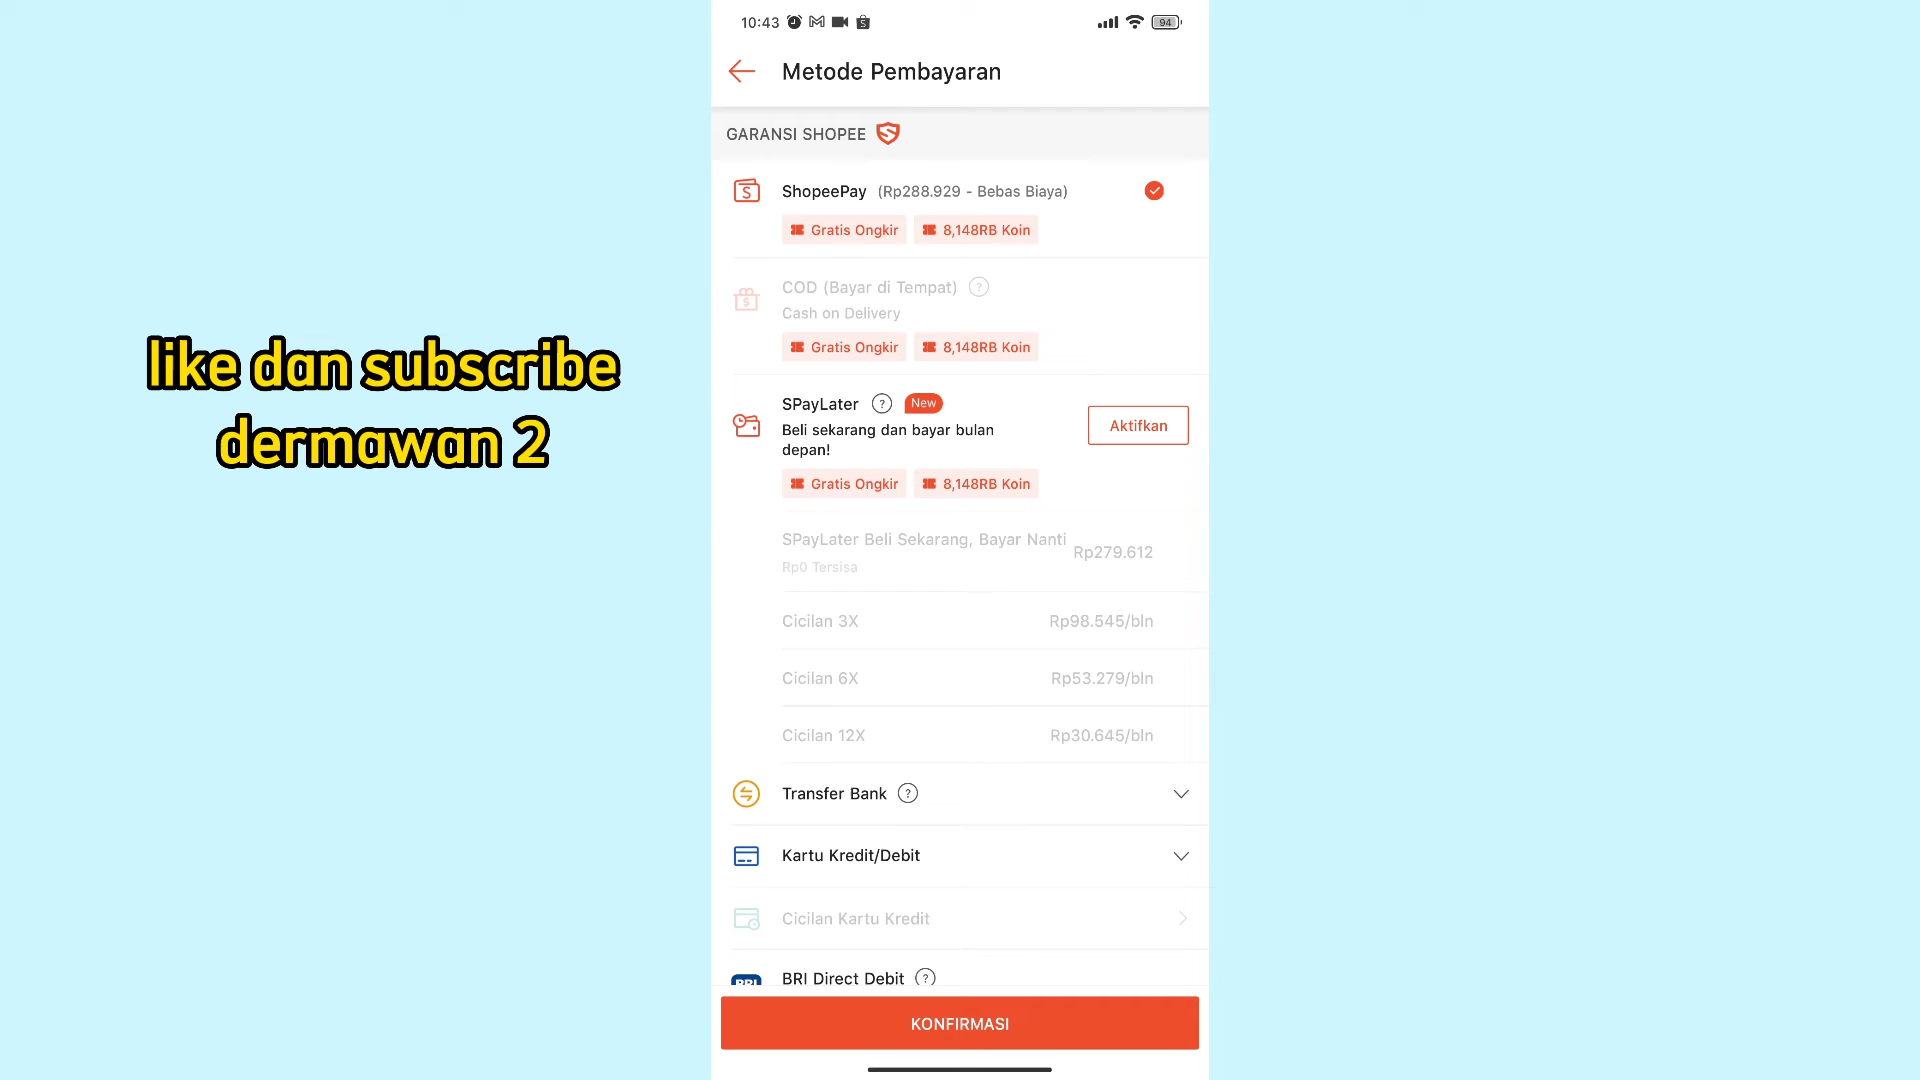 10:43
94
Metode Pembayaran
GARANSI SHOPEE
ShopeePay (Rp288.929 - Bebas Biaya)
Gratis Ongkir 8,148RB Koin
COD (Bayar di Tempat) ?
Cash on Delivery
Gratis Ongkir 8,148RB Koin
SPayLater ? New
Beli sekarang dan bayar bulan
depan!
Aktifkan
Gratis Ongkir 8,148RB Koin
SPayLater Beli Sekarang, Bayar Nanti
Rp279.612
Rp0 Tersisa
Cicilan 3X Rp98.545/bln
Cicilan 6X Rp53.279/bln
Cicilan 12X Rp30.645/bln
Transfer Bank ?
Kartu Kredit/Debit
Cicilan Kartu Kredit
BRI BRI Direct Debit ?
KONFIRMASI
like dan subscribe
dermawan 2